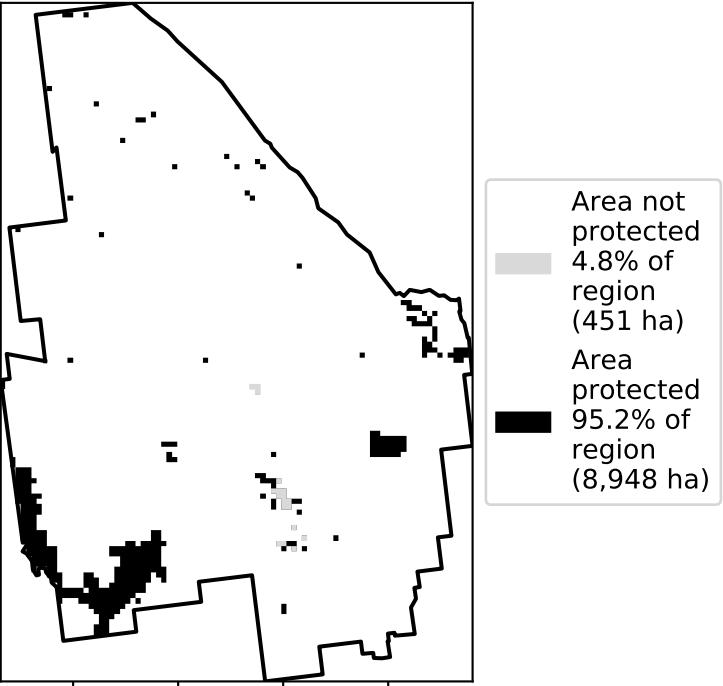 Area not
protected
4.8% of
region
(451 ha)
Area
protected
95.2% of
region
(8,948 ha)